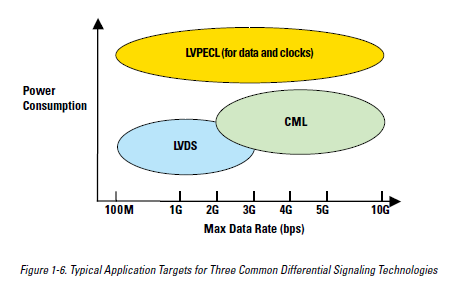 LVPECL (for data and clocks)
Power
Consumption
CML
LVDS
100M 1G 2G 3G 4G 5G 10G
Max Data Rate (bps)
Figure 1-6. Typical Application Targets for Three Common Differential Signaling Technologies